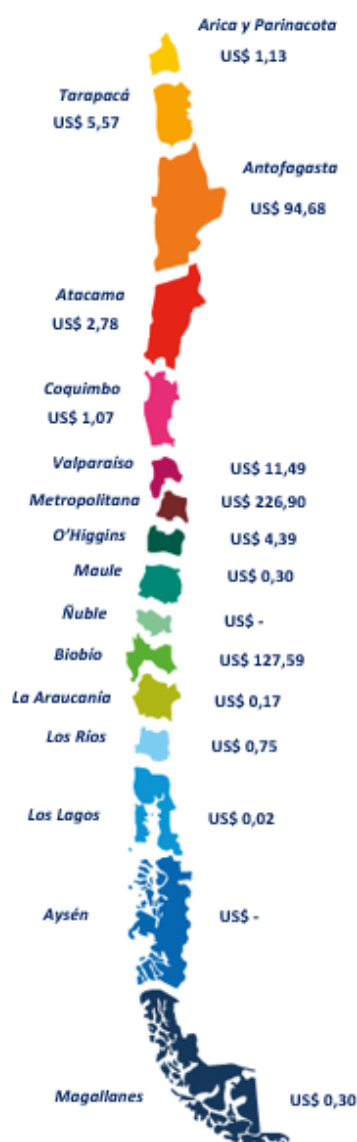 Arica y Parinacota
US$ 1,13
Tarapacá
US$ 5,57
Antofagasta
US$ 94,68
Atacama
US$ 2,78
Coquimbo
US$ 1,07
Valparaíso US$ 11,49
Metropolitana US$ 226,90
O'Higgins US$ 4,39
Maule US$ 0,30
Ñuble US$ -
Biobío US$ 127,59
La Araucanía US$ 0,17
Los Ríos US$ 0,75
Los Lagos US$ 0,02
Aysén US$ -
Magallanes US$ 0,30